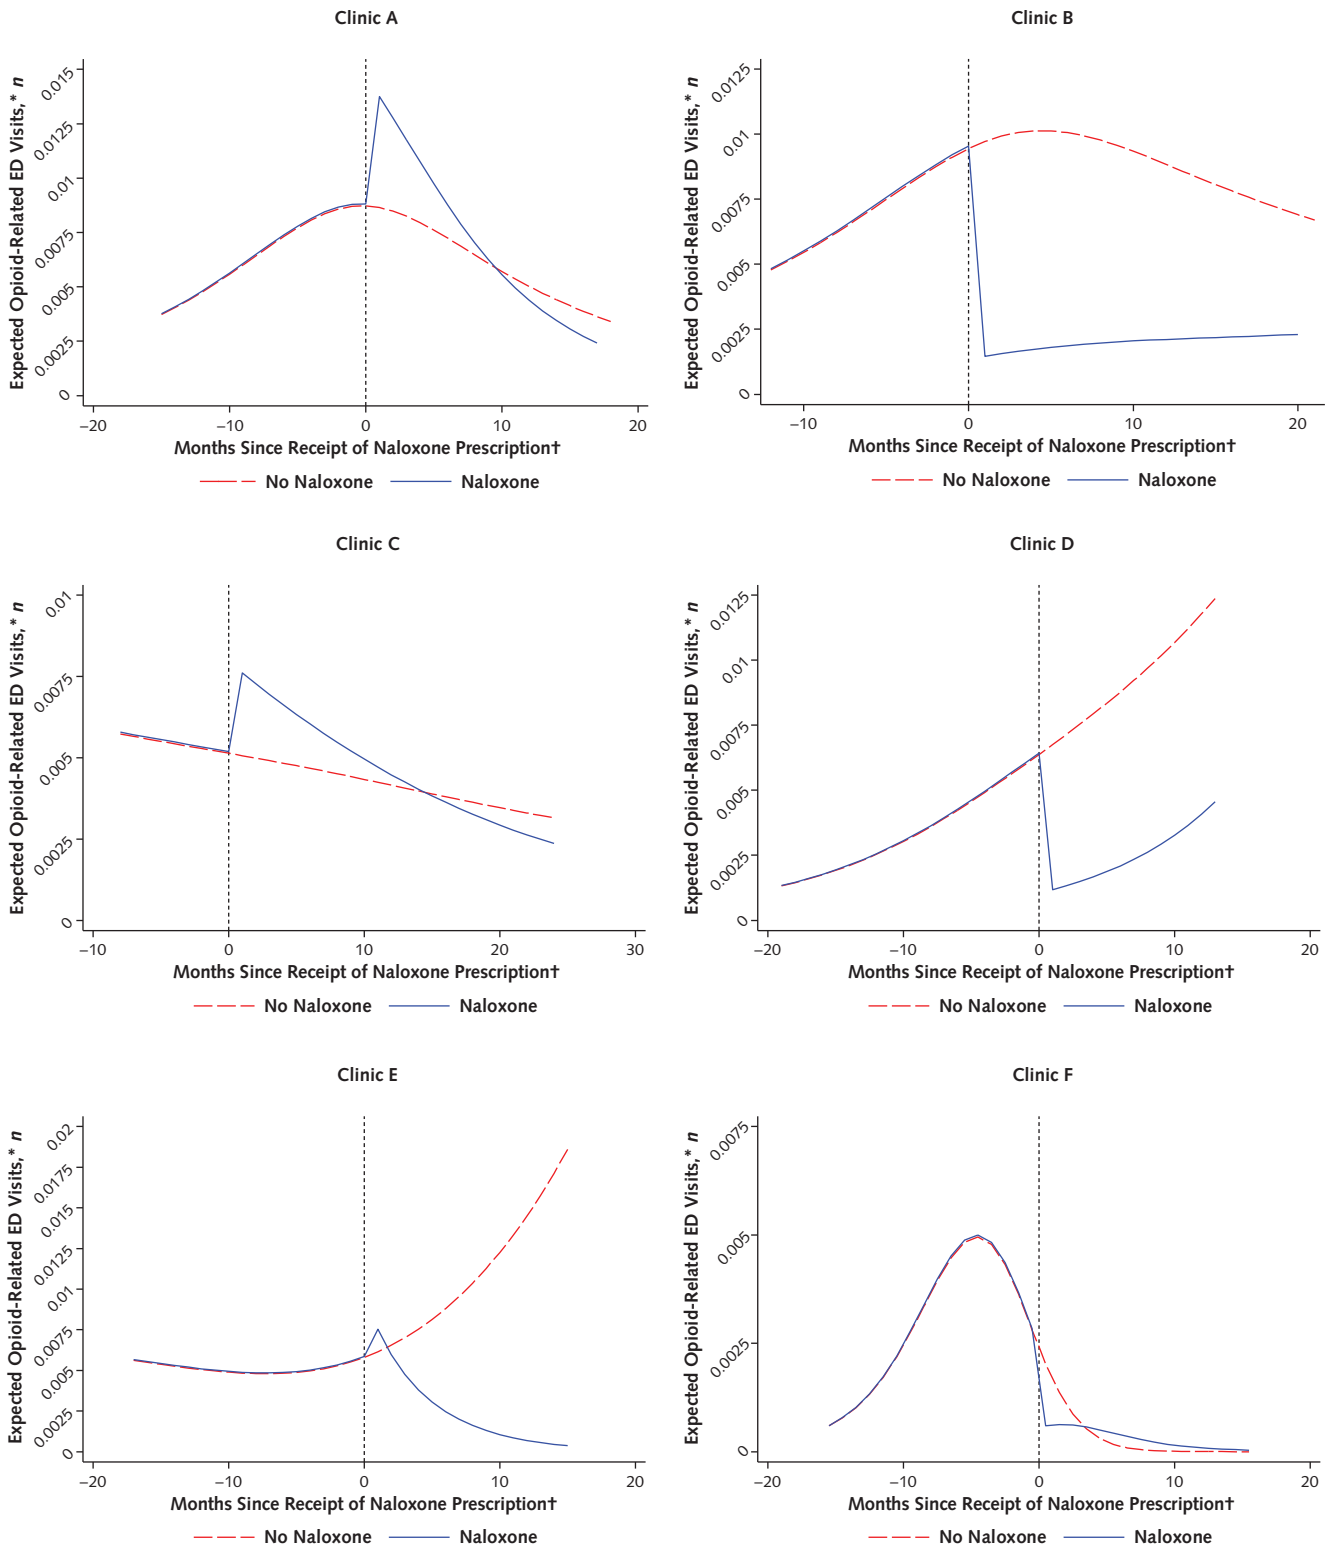 Clinic A
Expected Opioid-Related ED Visits,* n
0.015
0.0125
0.01
0.0075
0.005
0.0025
0
−20
−10
0
10
20
Months Since Receipt of Naloxone Prescription†
No Naloxone
Naloxone
Clinic B
Expected Opioid-Related ED Visits,* n
0.0125
0.01
0.0075
0.005
0.0025
0
−10
0
10
20
Months Since Receipt of Naloxone Prescription†
No Naloxone
Naloxone
Clinic C
Expected Opioid-Related ED Visits,* n
0.01
0.0075
0.005
0.0025
0
−10
0
10
20
30
Months Since Receipt of Naloxone Prescription†
No Naloxone
Naloxone
Clinic D
Expected Opioid-Related ED Visits,* n
0.0125
0.01
0.0075
0.005
0.0025
0
−20
−10
0
10
20
Months Since Receipt of Naloxone Prescription†
No Naloxone
Naloxone
Clinic E
Expected Opioid-Related ED Visits,* n
0.02
0.0175
0.015
0.0125
0.01
0.0075
0.005
0.0025
0
−20
−10
0
10
20
Months Since Receipt of Naloxone Prescription†
No Naloxone
Naloxone
Clinic F
Expected Opioid-Related ED Visits,* n
0.0075
0.005
0.0025
0
−20
−10
0
10
20
Months Since Receipt of Naloxone Prescription†
No Naloxone
Naloxone